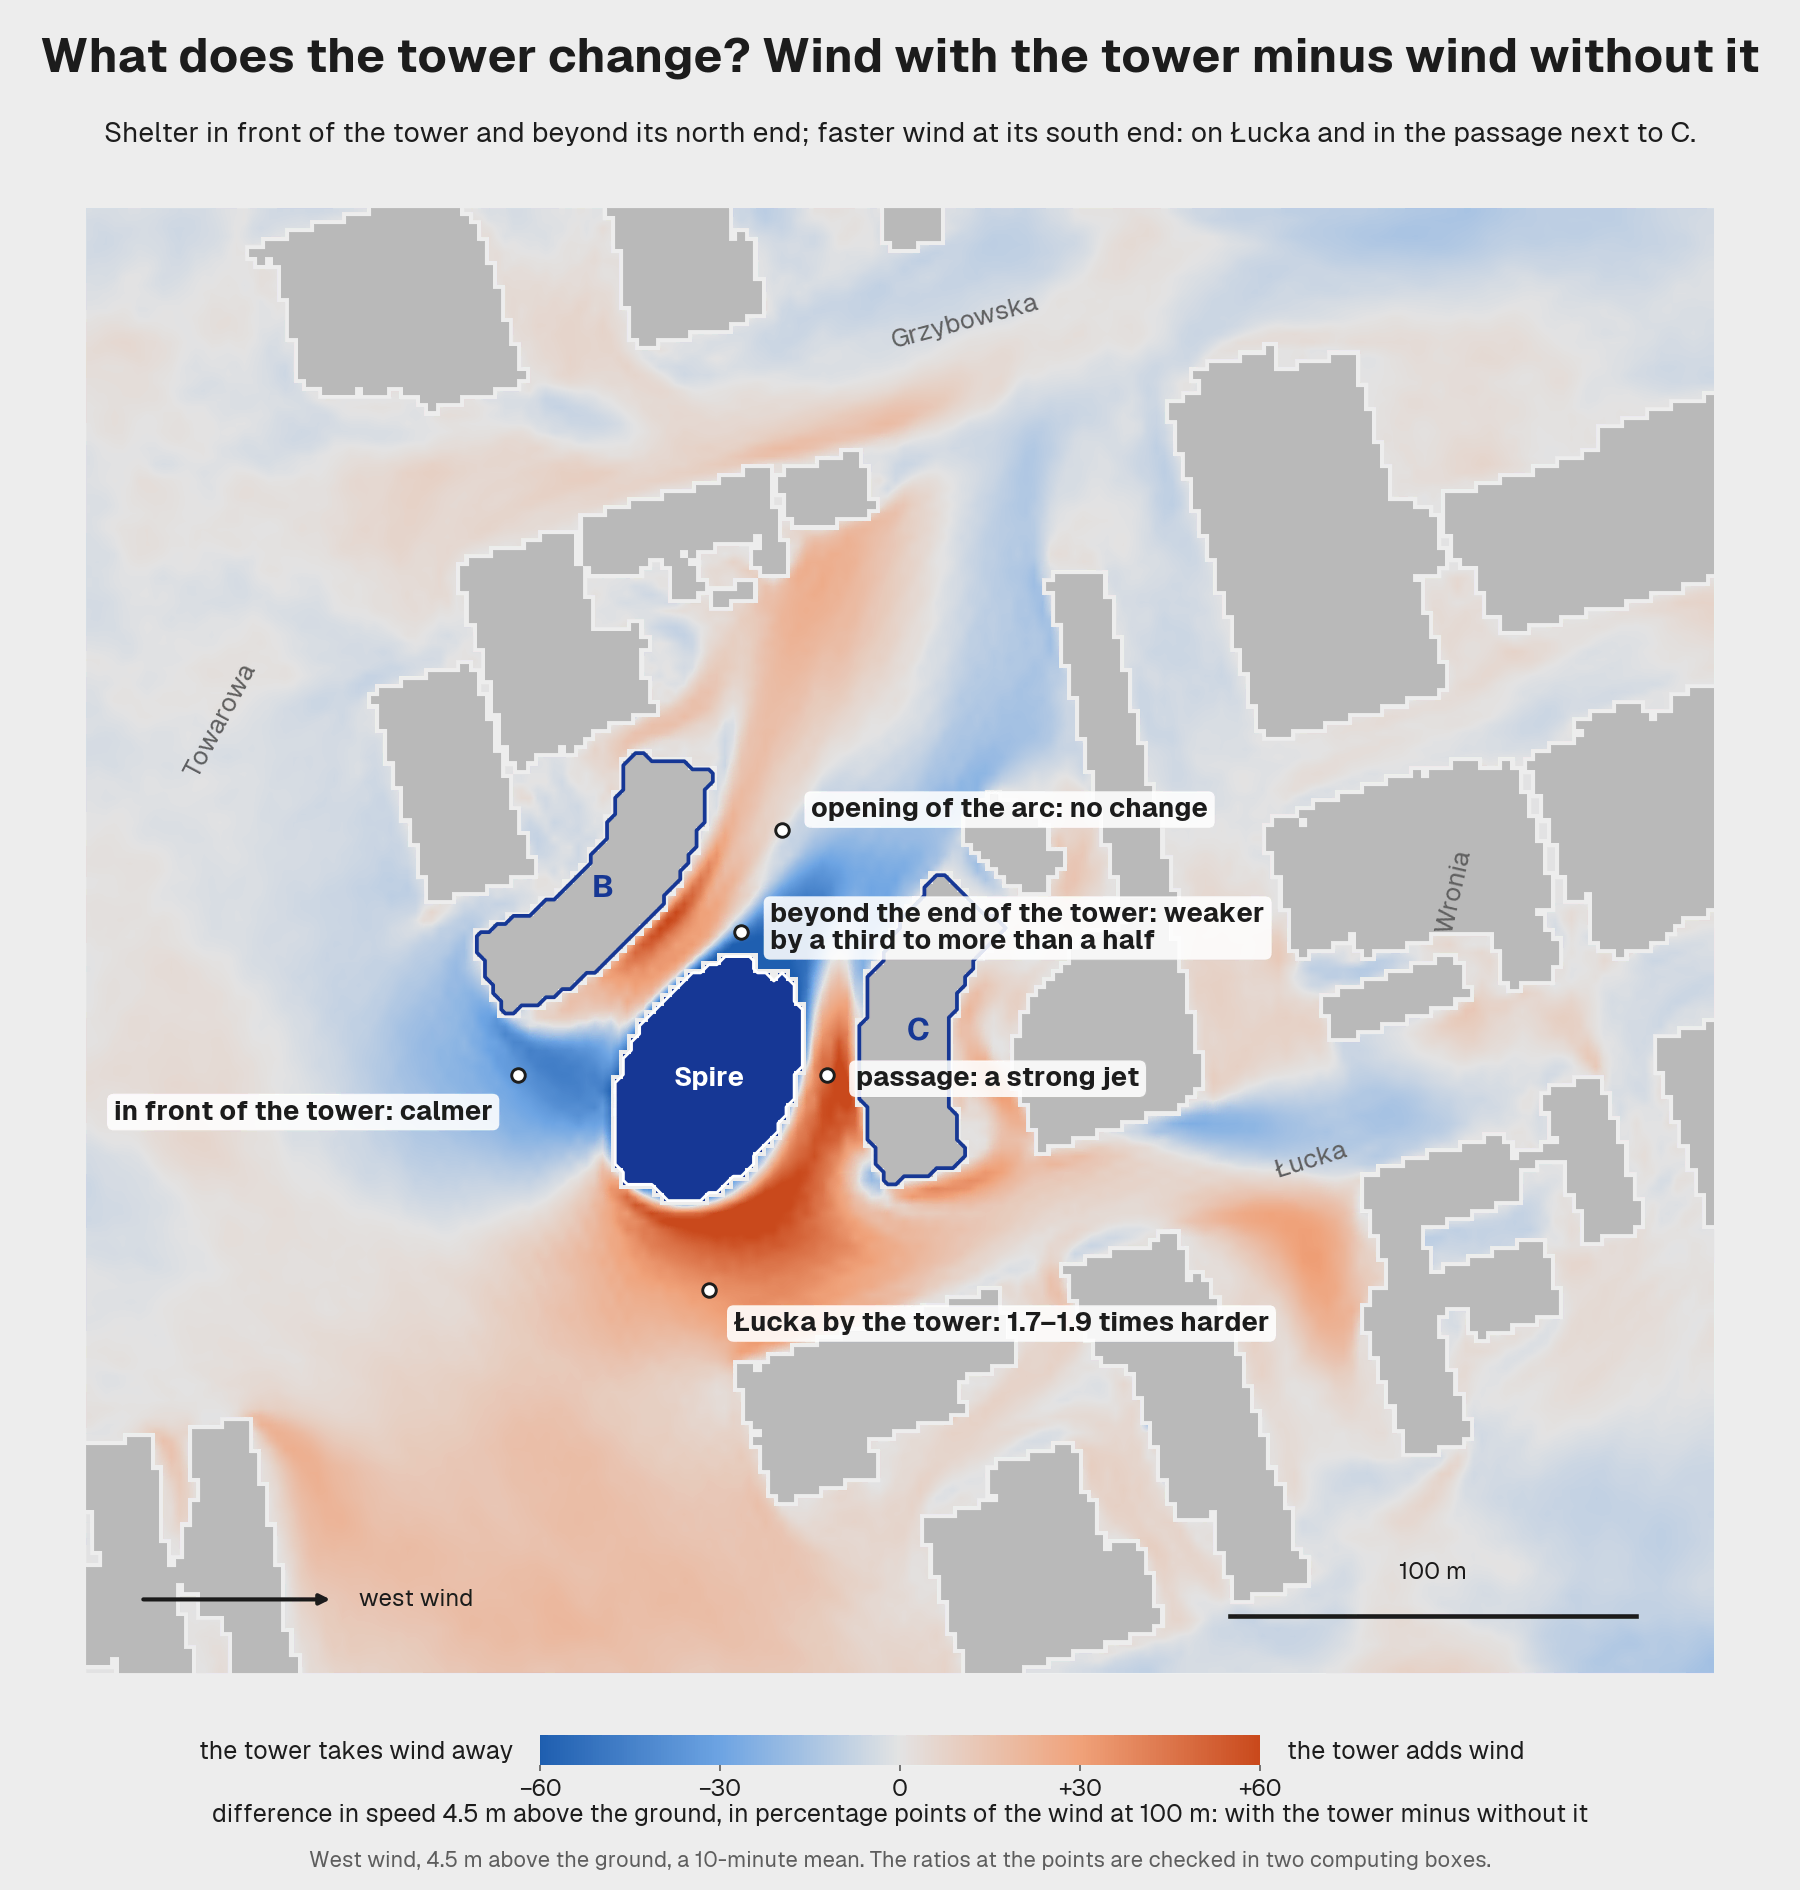 What does the tower change? Wind with the tower minus wind without it
Shelter in front of the tower and beyond its north end; faster wind at its south end: on Łucka and in the passage next to C.
Grzybowska
Towarowa
opening of the arc: no change
B
Wronia
beyond the end of the tower: weaker
by a third to more than a half
C
Spire
passage: a strong jet
in front of the tower: calmer
Łucka
Łucka by the tower: 1.7–1.9 times harder
100 m
west wind
the tower takes wind away
the tower adds wind
−60
−30
0
+30
+60
difference in speed 4.5 m above the ground, in percentage points of the wind at 100 m: with the tower minus without it
West wind, 4.5 m above the ground, a 10-minute mean. The ratios at the points are checked in two computing boxes.